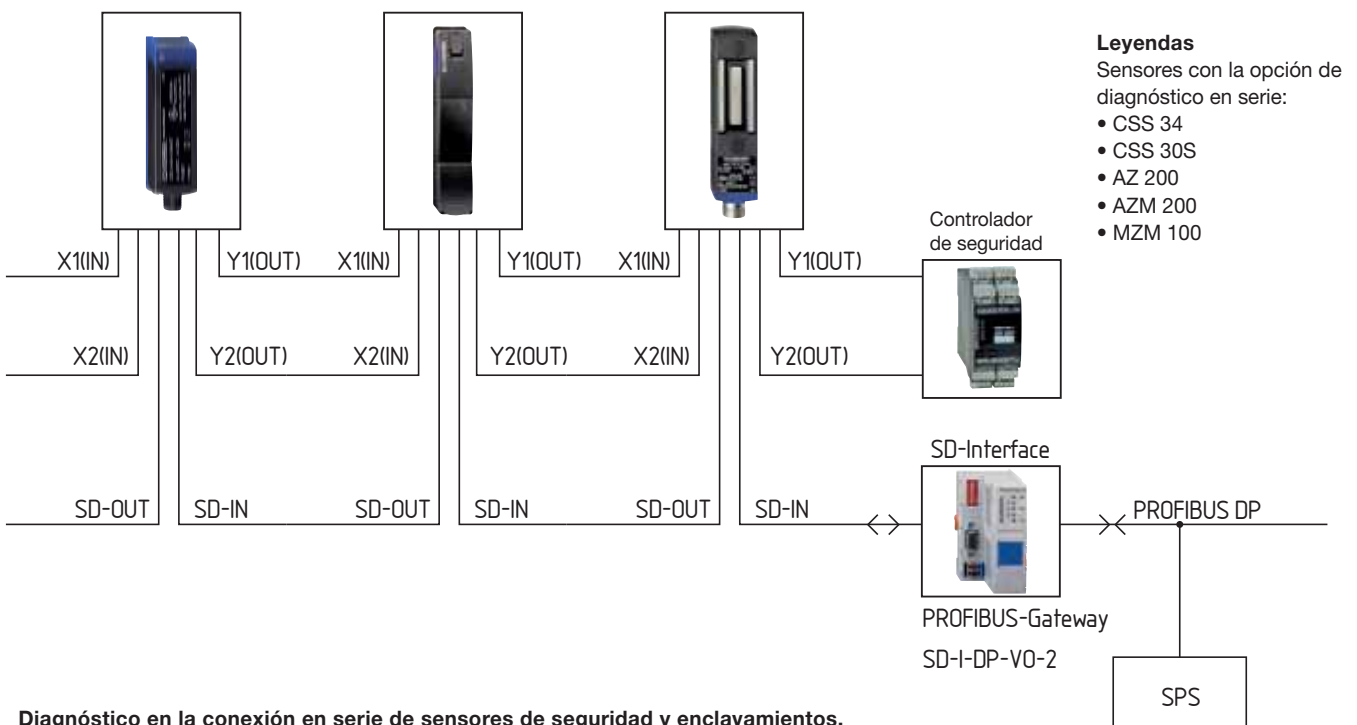 Leyendas
Sensores con la opción de
diagnóstico en serie:
• CSS 34
• CSS 30S
• AZ 200
• AZM 200
• MZM 100
Controlador
de seguridad
X1(IN)
Y1(OUT)
X1(IN)
Y1(OUT)
X1(IN)
Y1(OUT)
X2(IN)
Y2(OUT)
X2(IN)
Y2(OUT)
X2(IN)
Y2(OUT)
SD-Interface
SD-OUT
SD-IN
SD-OUT
SD-IN
SD-OUT
SD-IN
PROFIBUS DP
PROFIBUS-Gateway
SD-I-DP-V0-2
SPS
Diagnóstico en la conexión en serie de sensores de seguridad y enclavamientos.